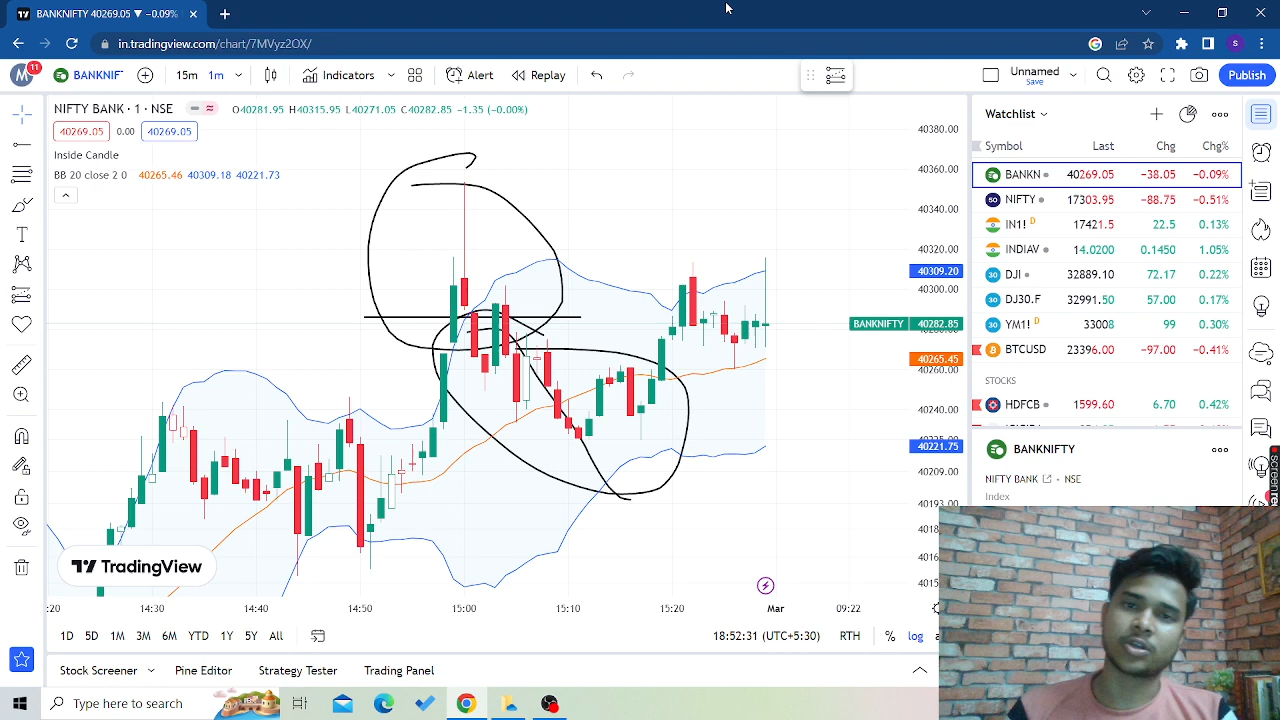 BANKNIFTY 40269.05 ▼ −0.09%
in.tradingview.com/chart/7MVyz2OX/
M 11 BANKNIF 15m 1m Indicators Alert Replay Unnamed Save Publish
NIFTY BANK · 1 · NSE O40281.95 H40315.95 L40271.05 C40282.85 −1.35 (−0.00%)
40269.05 0.00 40269.05
Inside Candle
BB 20 close 2 0 40265.46 40309.18 40221.73
40380.00
40360.00
40340.00
40320.00
40309.20
40300.00
BANKNIFTY 40282.85
40265.45
40260.00
40240.00
40221.75
40209.00
40193.00
TradingView
14:30 14:40 14:50 15:00 15:10 15:20 Mar 09:22
1D 5D 1M 3M 6M YTD 1Y 5Y All 18:52:31 (UTC+5:30) RTH % log
Stock Screener Pine Editor Strategy Tester Trading Panel
Watchlist
Symbol Last Chg Chg%
BANKN 40269.05 −38.05 −0.09%
NIFTY 17303.95 −88.75 −0.51%
IN1! D 17421.5 22.5 0.13%
INDIAV 14.0200 0.1450 1.05%
DJI 32889.10 72.17 0.22%
DJ30.F 32991.50 57.00 0.17%
YM1! D 33008 99 0.30%
BTCUSD 23396.00 −97.00 −0.41%
STOCKS
HDFCB 1599.60 6.70 0.42%
BANKNIFTY
NIFTY BANK · NSE
Index
Type here to search